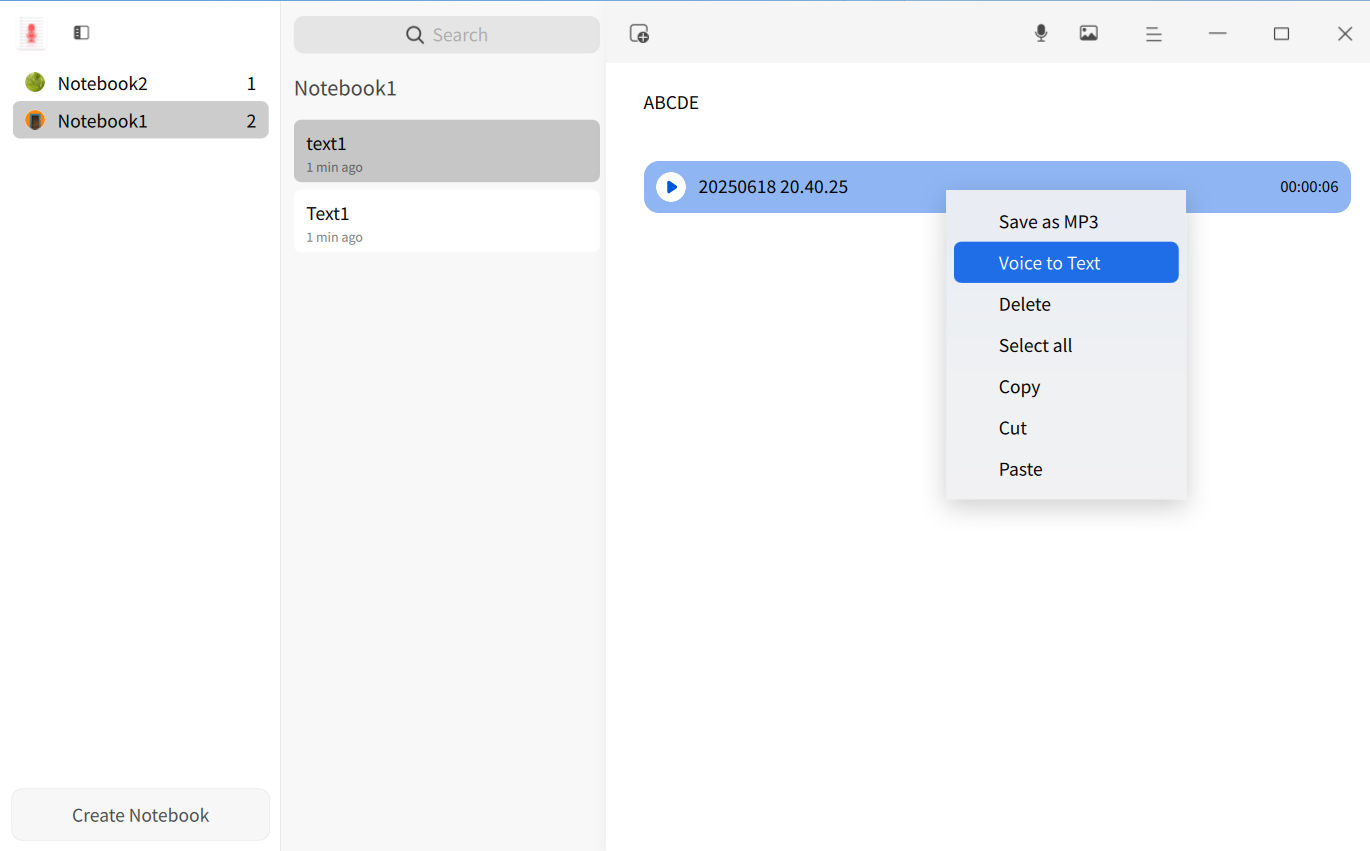 Notebook2 1
Notebook1 2
Create Notebook
Search
Notebook1
text1
1 min ago
Text1
1 min ago
ABCDE
20250618 20.40.25 00:00:06
Save as MP3
Voice to Text
Delete
Select all
Copy
Cut
Paste